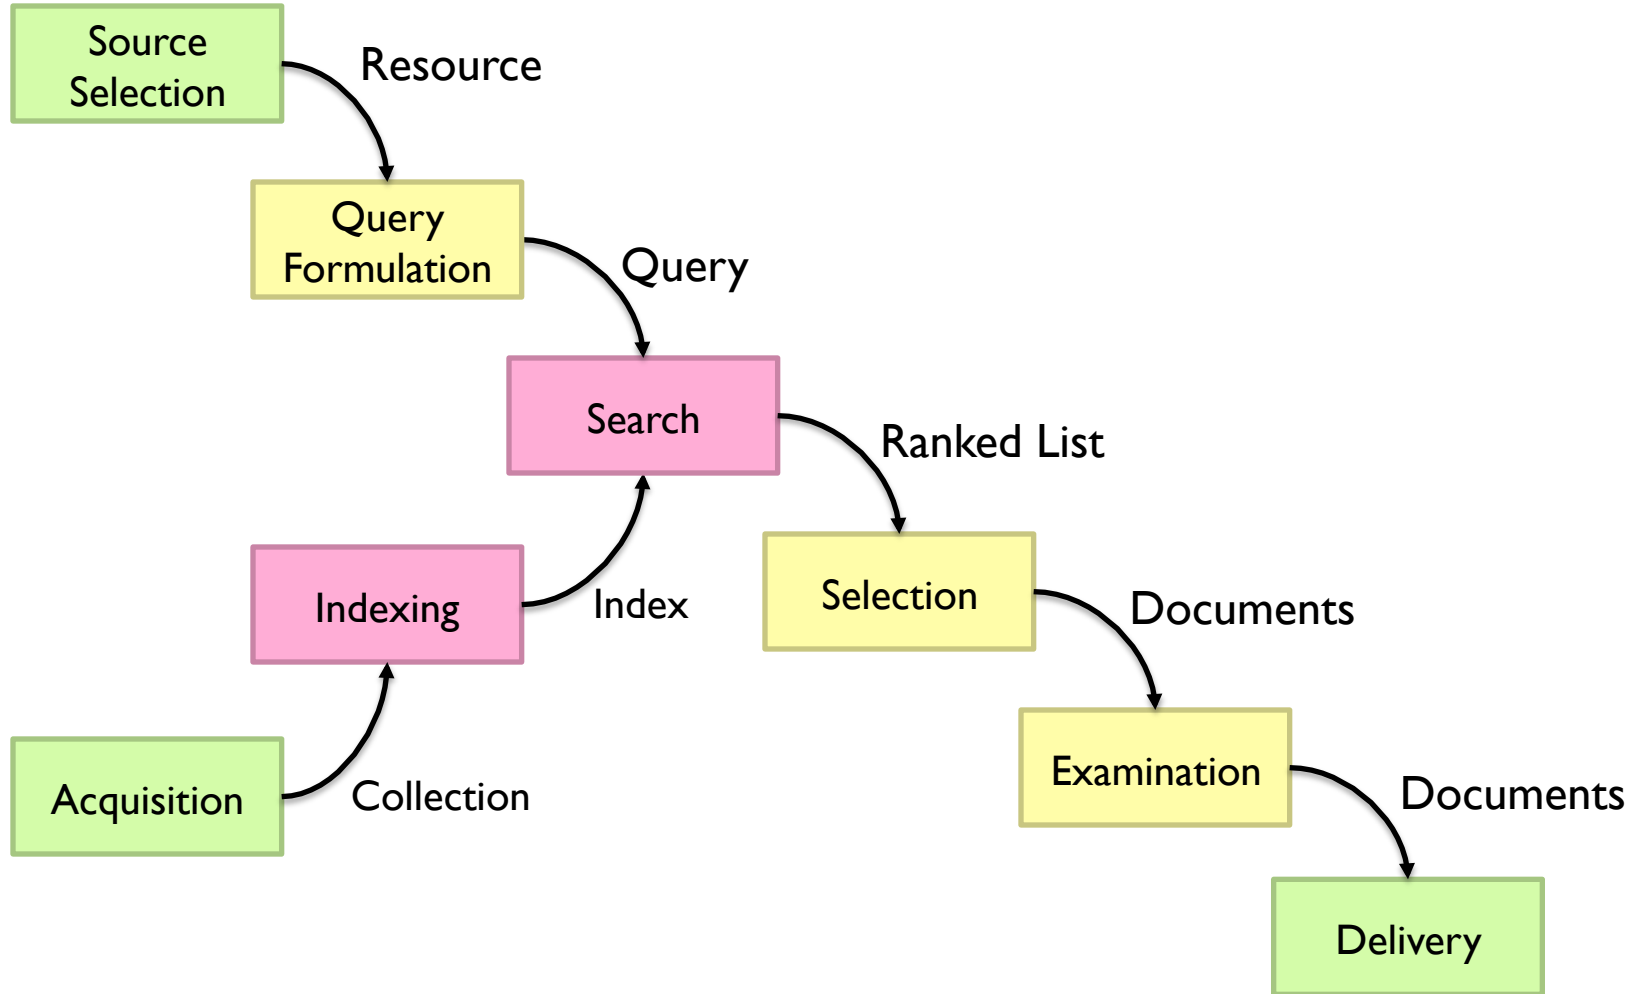 Source
Selection
Resource
Query
Formulation
Query
Search
Ranked List
Indexing
Index
Selection
Documents
Acquisition
Collection
Examination
Documents
Delivery